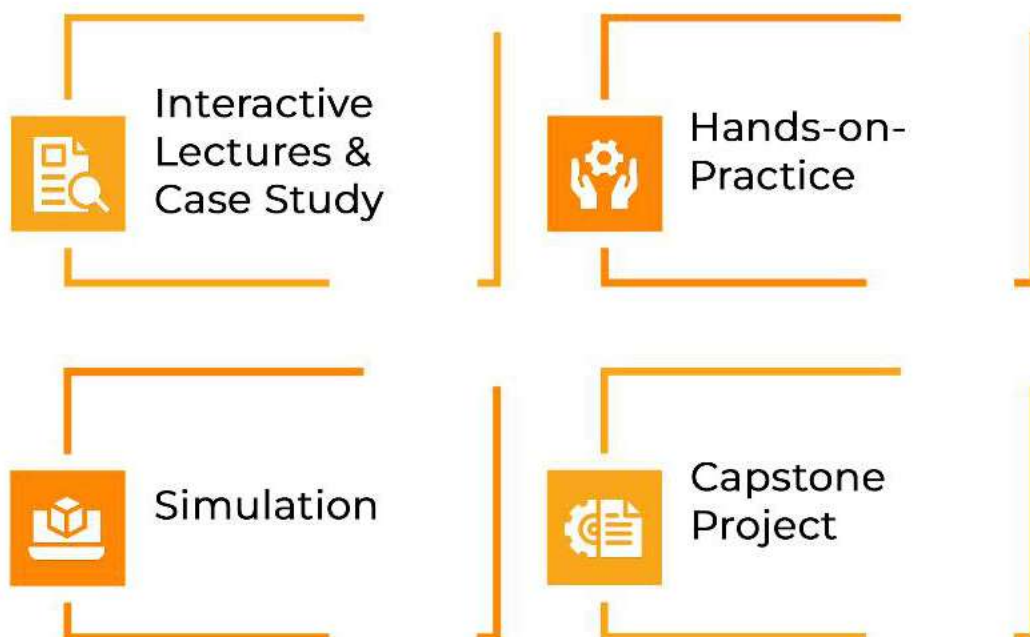 Interactive
Lectures &
Case Study
Hands-on-
Practice
Simulation
Capstone
Project